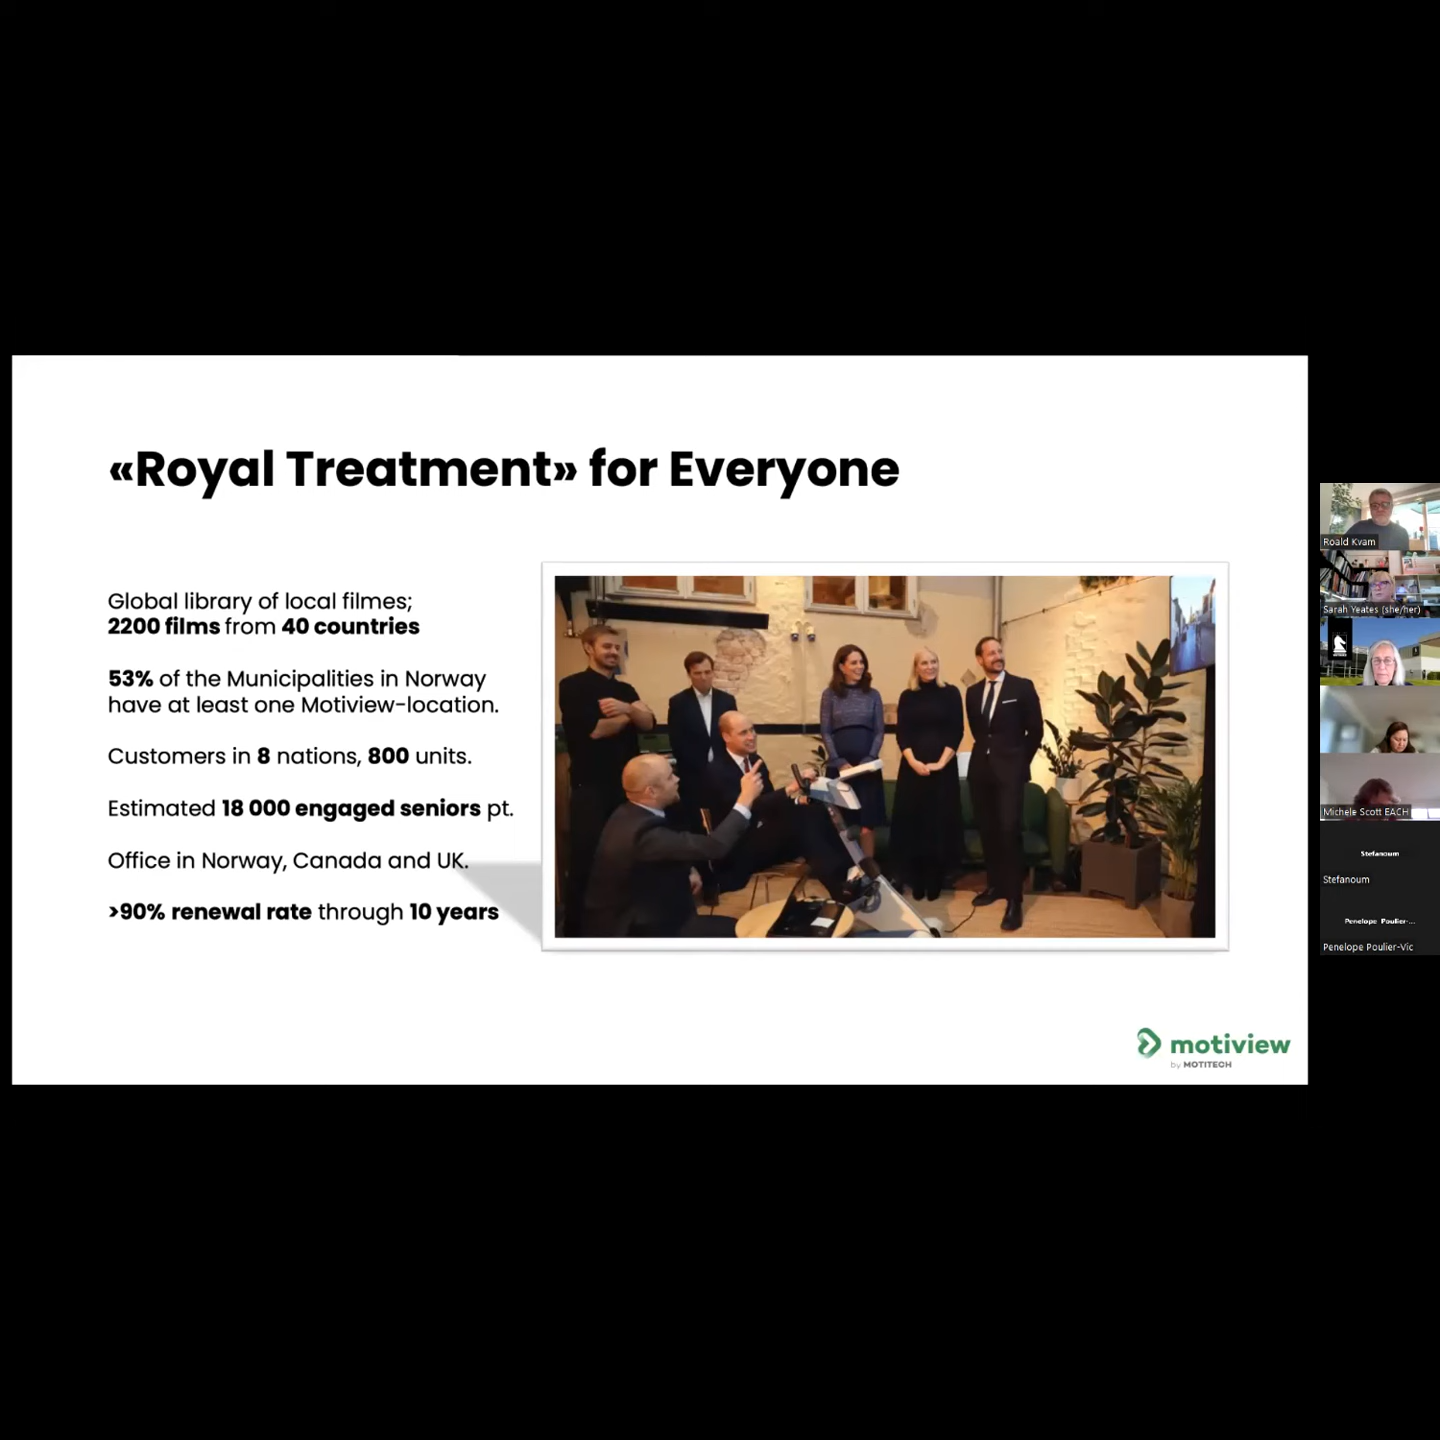 «Royal Treatment» for Everyone
Global library of local filmes;
2200 films from 40 countries
53% of the Municipalities in Norway
have at least one Motiview-location.
Customers in 8 nations, 800 units.
Estimated 18 000 engaged seniors pt.
Office in Norway, Canada and UK.
>90% renewal rate through 10 years
motiview
by MOTITECH
Roald Kvam
Sarah Yeates (she/her)
Michele Scott EACH
Stefanoum
Stefanoum
Penelope Poulier-...
Penelope Poulier-Vic